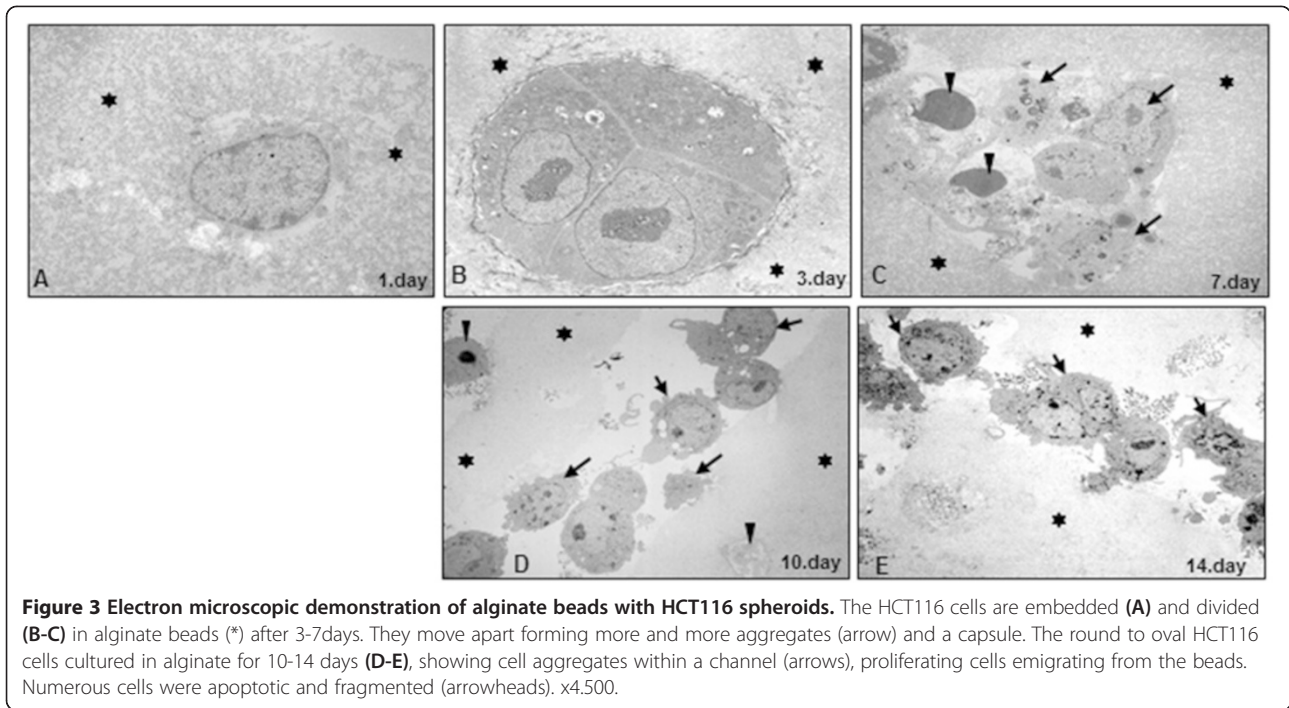 A
1.day
B
3.day
C
7.day
D
10.day
E
14.day
Figure 3 Electron microscopic demonstration of alginate beads with HCT116 spheroids. The HCT116 cells are embedded (A) and divided
(B-C) in alginate beads (*) after 3-7days. They move apart forming more and more aggregates (arrow) and a capsule. The round to oval HCT116
cells cultured in alginate for 10-14 days (D-E), showing cell aggregates within a channel (arrows), proliferating cells emigrating from the beads.
Numerous cells were apoptotic and fragmented (arrowheads). x4.500.